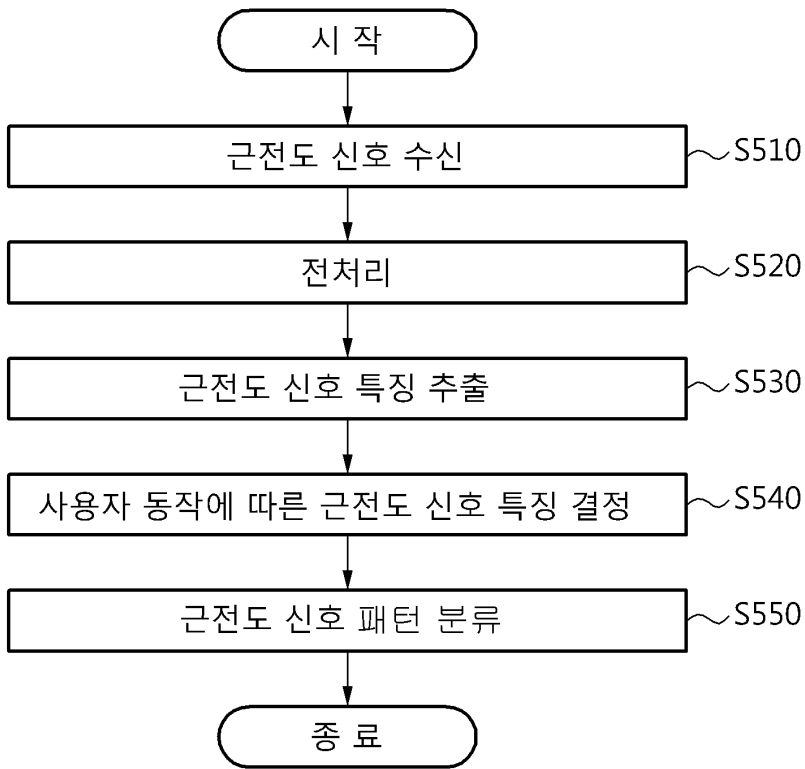 시 작
근전도 신호 수신
S510
전처리
S520
근전도 신호 특징 추출
S530
사용자 동작에 따른 근전도 신호 특징 결정
S540
근전도 신호 패턴 분류
S550
종 료